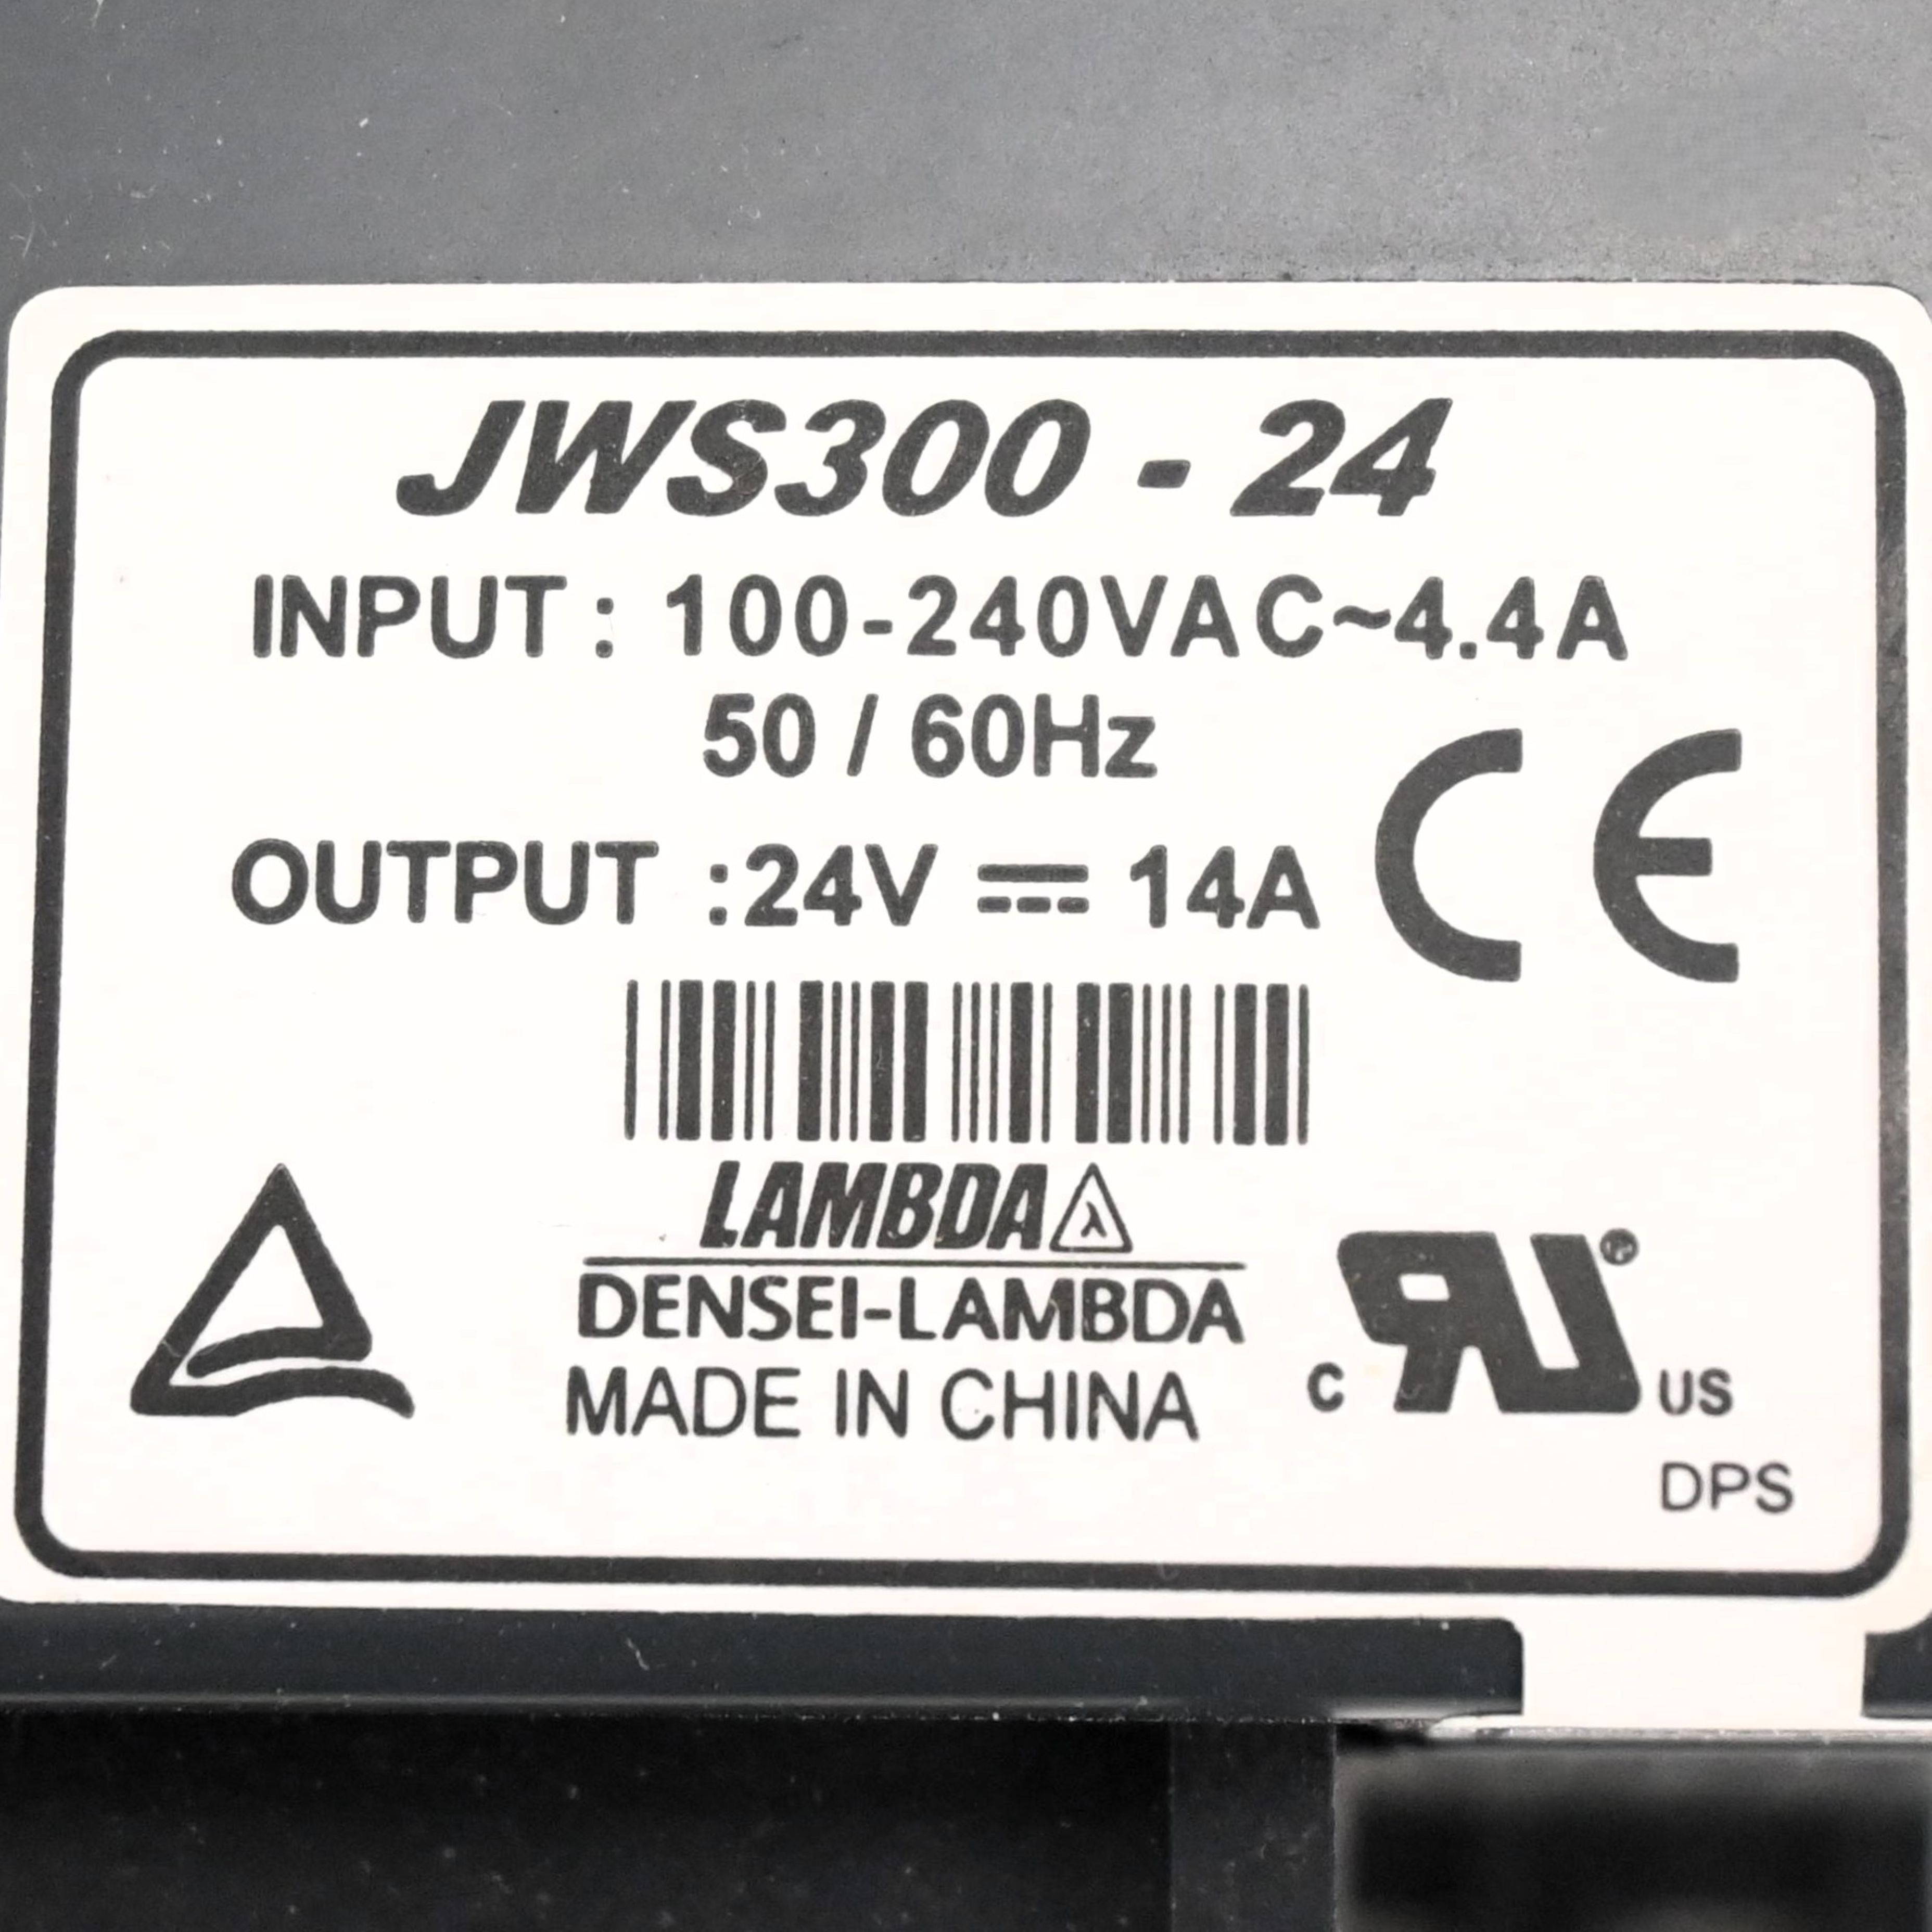 JWS300 - 24
INPUT : 100-240VAC~4.4A
50 / 60Hz
OUTPUT :24V ⎓ 14A
CE
LAMBDA λ
DENSEI-LAMBDA
MADE IN CHINA
c RU ® US
DPS